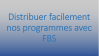 Distribuer facilement
nos programmes avec
FBS